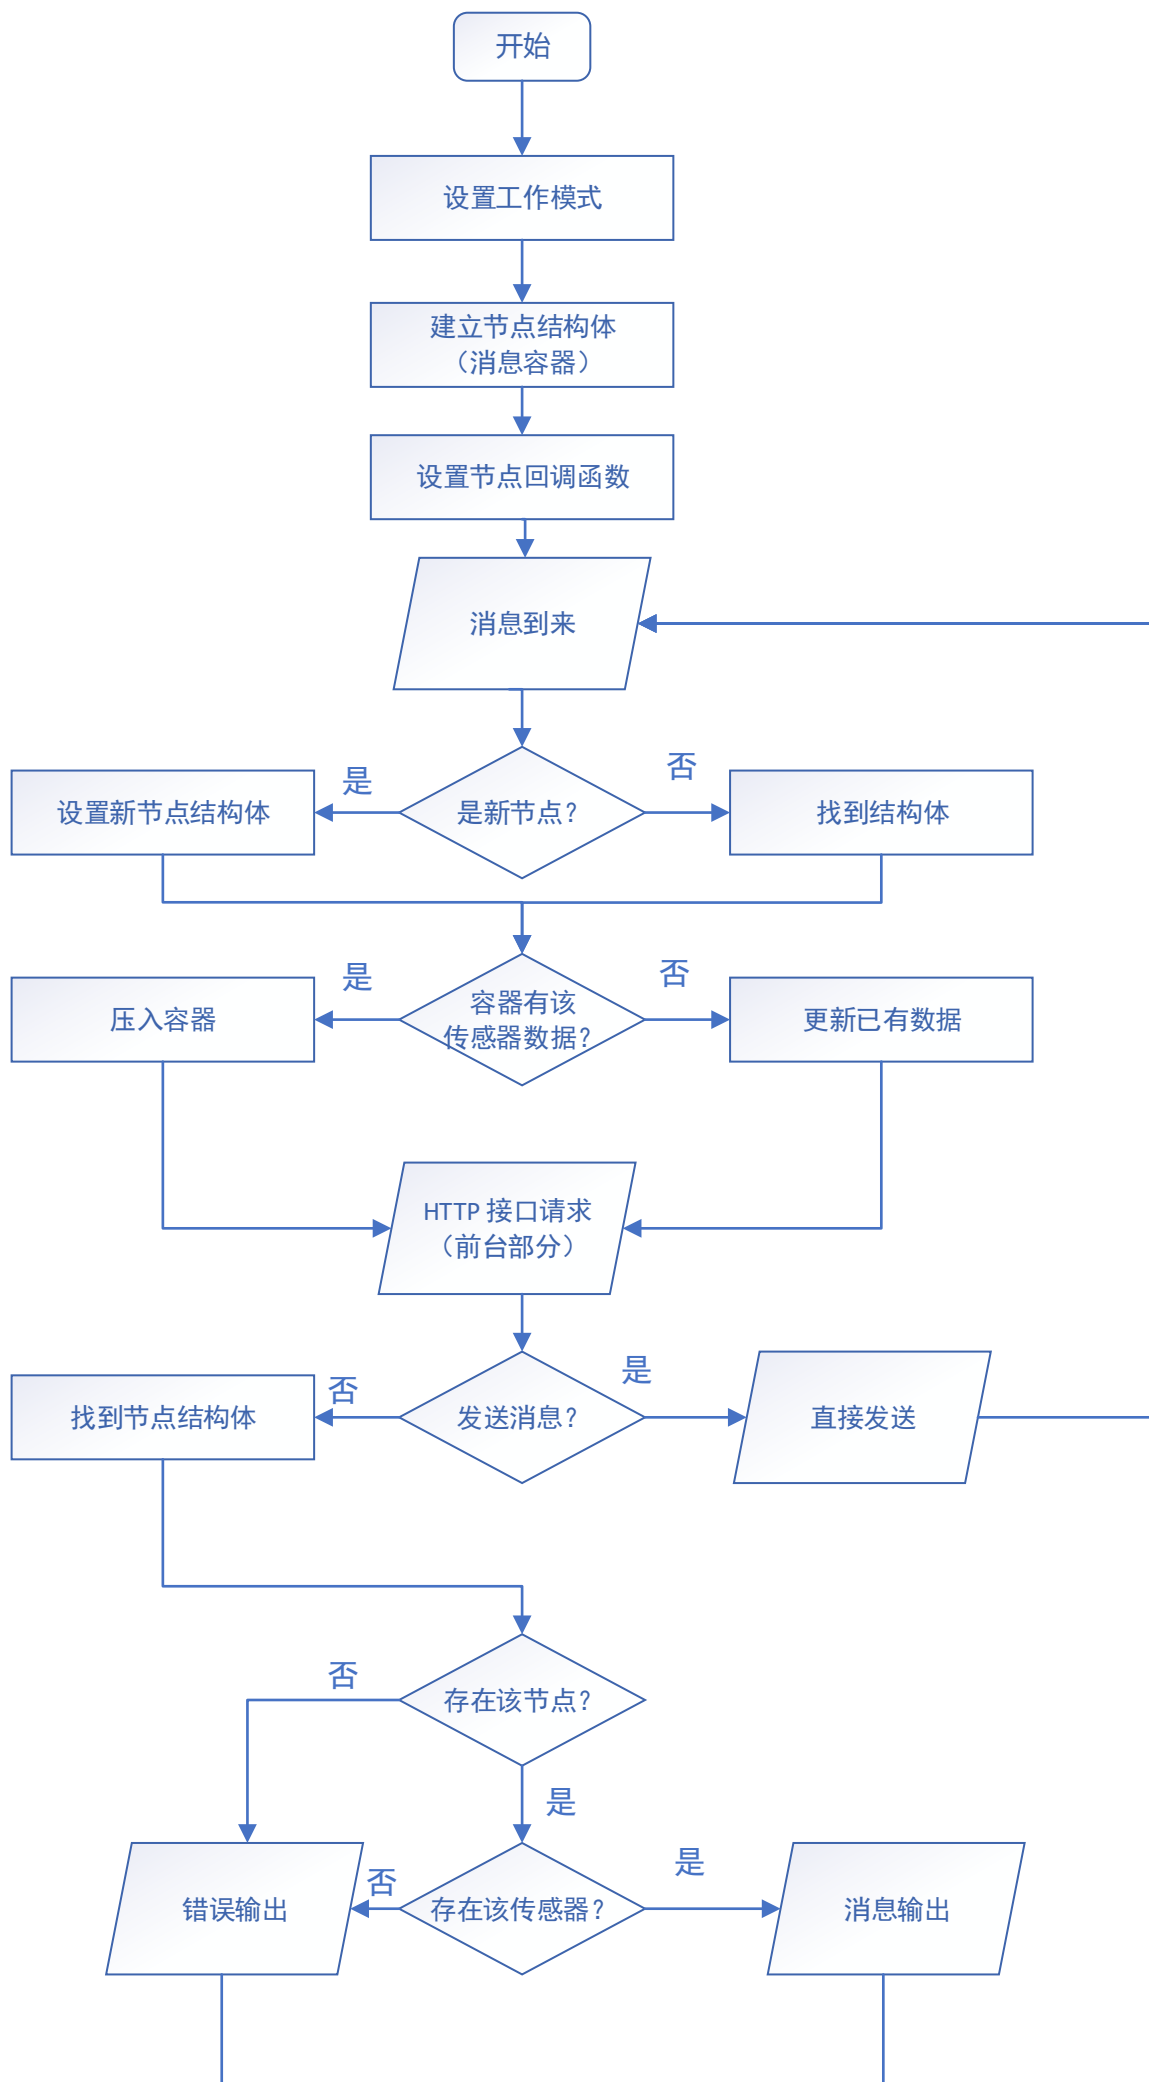 开始
设置工作模式
建立节点结构体
（消息容器）
设置节点回调函数
消息到来
是
否
设置新节点结构体
是新节点？
找到结构体
是
否
压入容器
容器有该
传感器数据？
更新已有数据
HTTP 接口请求
（前台部分）
否
是
找到节点结构体
发送消息？
直接发送
否
存在该节点？
是
否
是
错误输出
存在该传感器？
消息输出